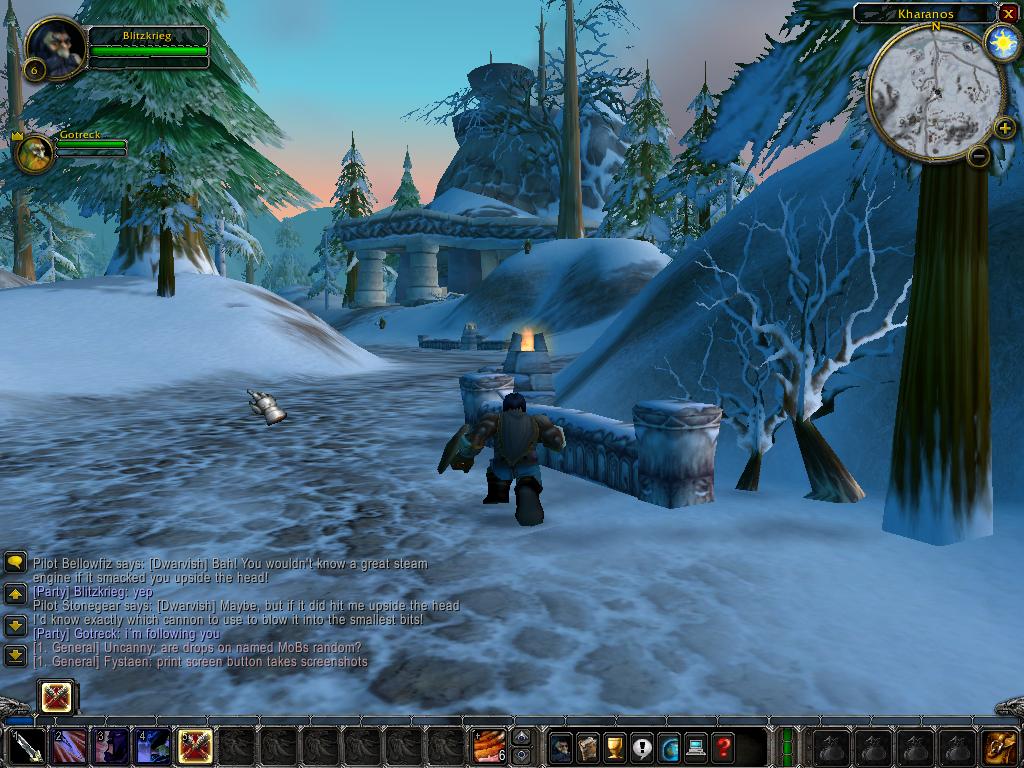 Blitzkrieg
6
Gotreck
Kharanos
N
Pilot Bellowfiz says: [Dwarvish] Bah! You wouldn't know a great steam
engine if it smacked you upside the head!
[Party] Blitzkrieg: yep
Pilot Stonegear says: [Dwarvish] Maybe, but if it did hit me upside the head
I'd know exactly which cannon to use to blow it into the smallest bits!
[Party] Gotreck: i'm following you
[1. General] Uncanny: are drops on named MoBs random?
[1. General] Fystaen: print screen button takes screenshots
1 2 3 4 5 6